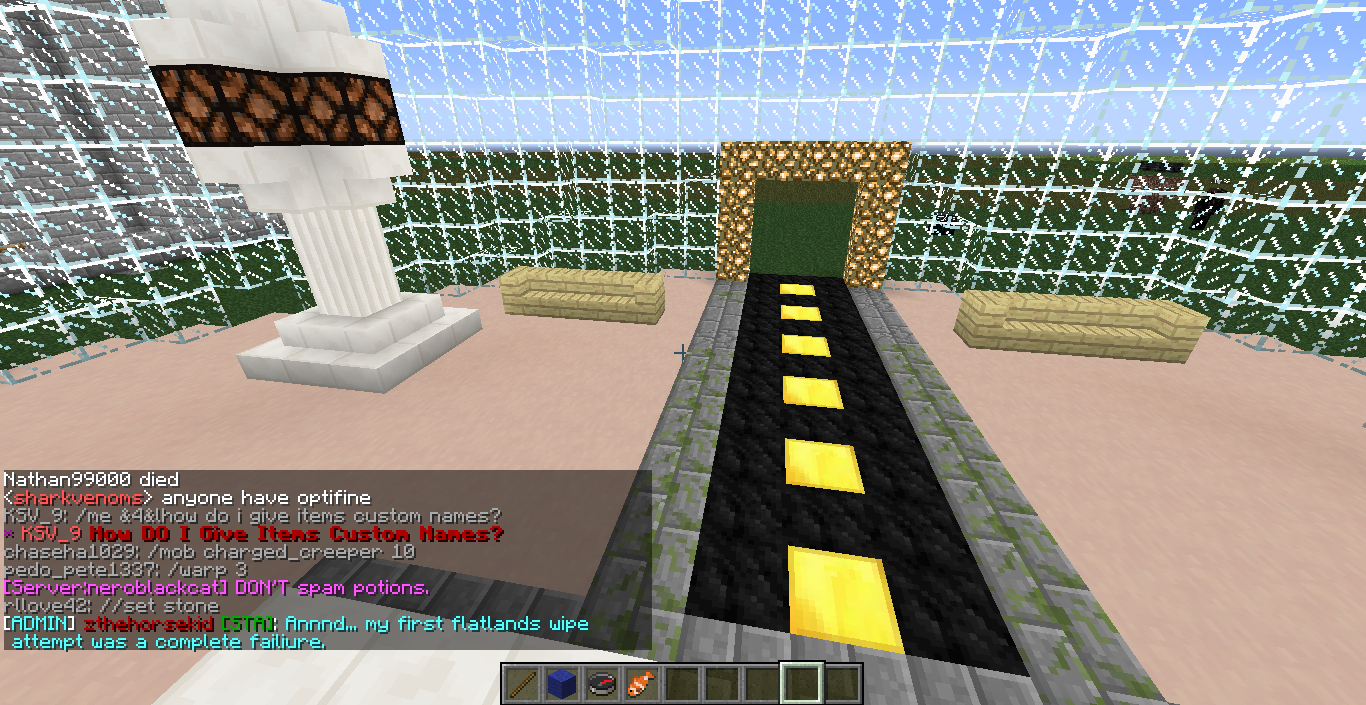 Nathan99000 died
<sharkvenoms> anyone have optifine
KSV_9: /me &4&lhow do i give items custom names?
* KSV_9 How DO I Give Items Custom Names?
chaseha1029: /mob charged_creeper 10
pedo_pete1337: /warp 3
[Server:neroblackcat] DON'T spam potions.
rllove42: //set stone
[ADMIN] zthehorsekid [STA]: Annnd... my first flatlands wipe
attempt was a complete failiure.